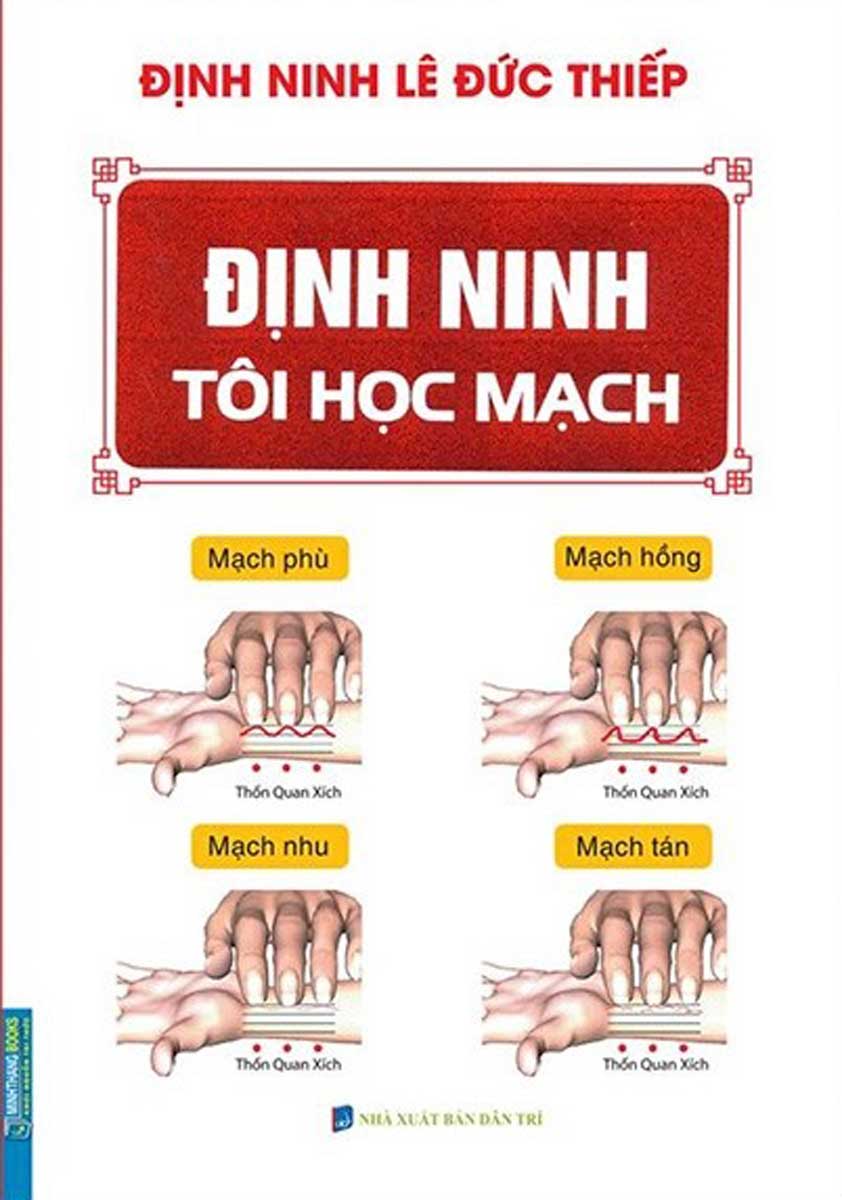 ĐỊNH NINH LÊ ĐỨC THIẾP
ĐỊNH NINH
TÔI HỌC MẠCH
Mạch phù
Mạch hồng
Thốn Quan Xích
Thốn Quan Xích
Mạch nhu
Mạch tán
Thốn Quan Xích
Thốn Quan Xích
MINHTHANG BOOKS
NHÀ XUẤT BẢN DÂN TRÍ